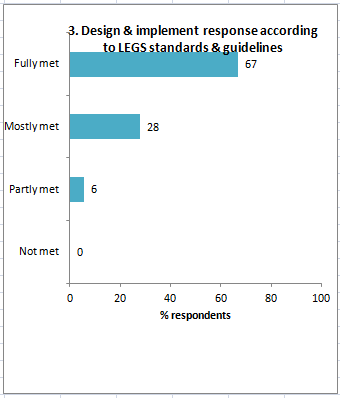 3. Design & implement response according
to LEGS standards & guidelines
Fully met 67
Mostly met 28
Partly met 6
Not met 0
0 20 40 60 80 100
% respondents